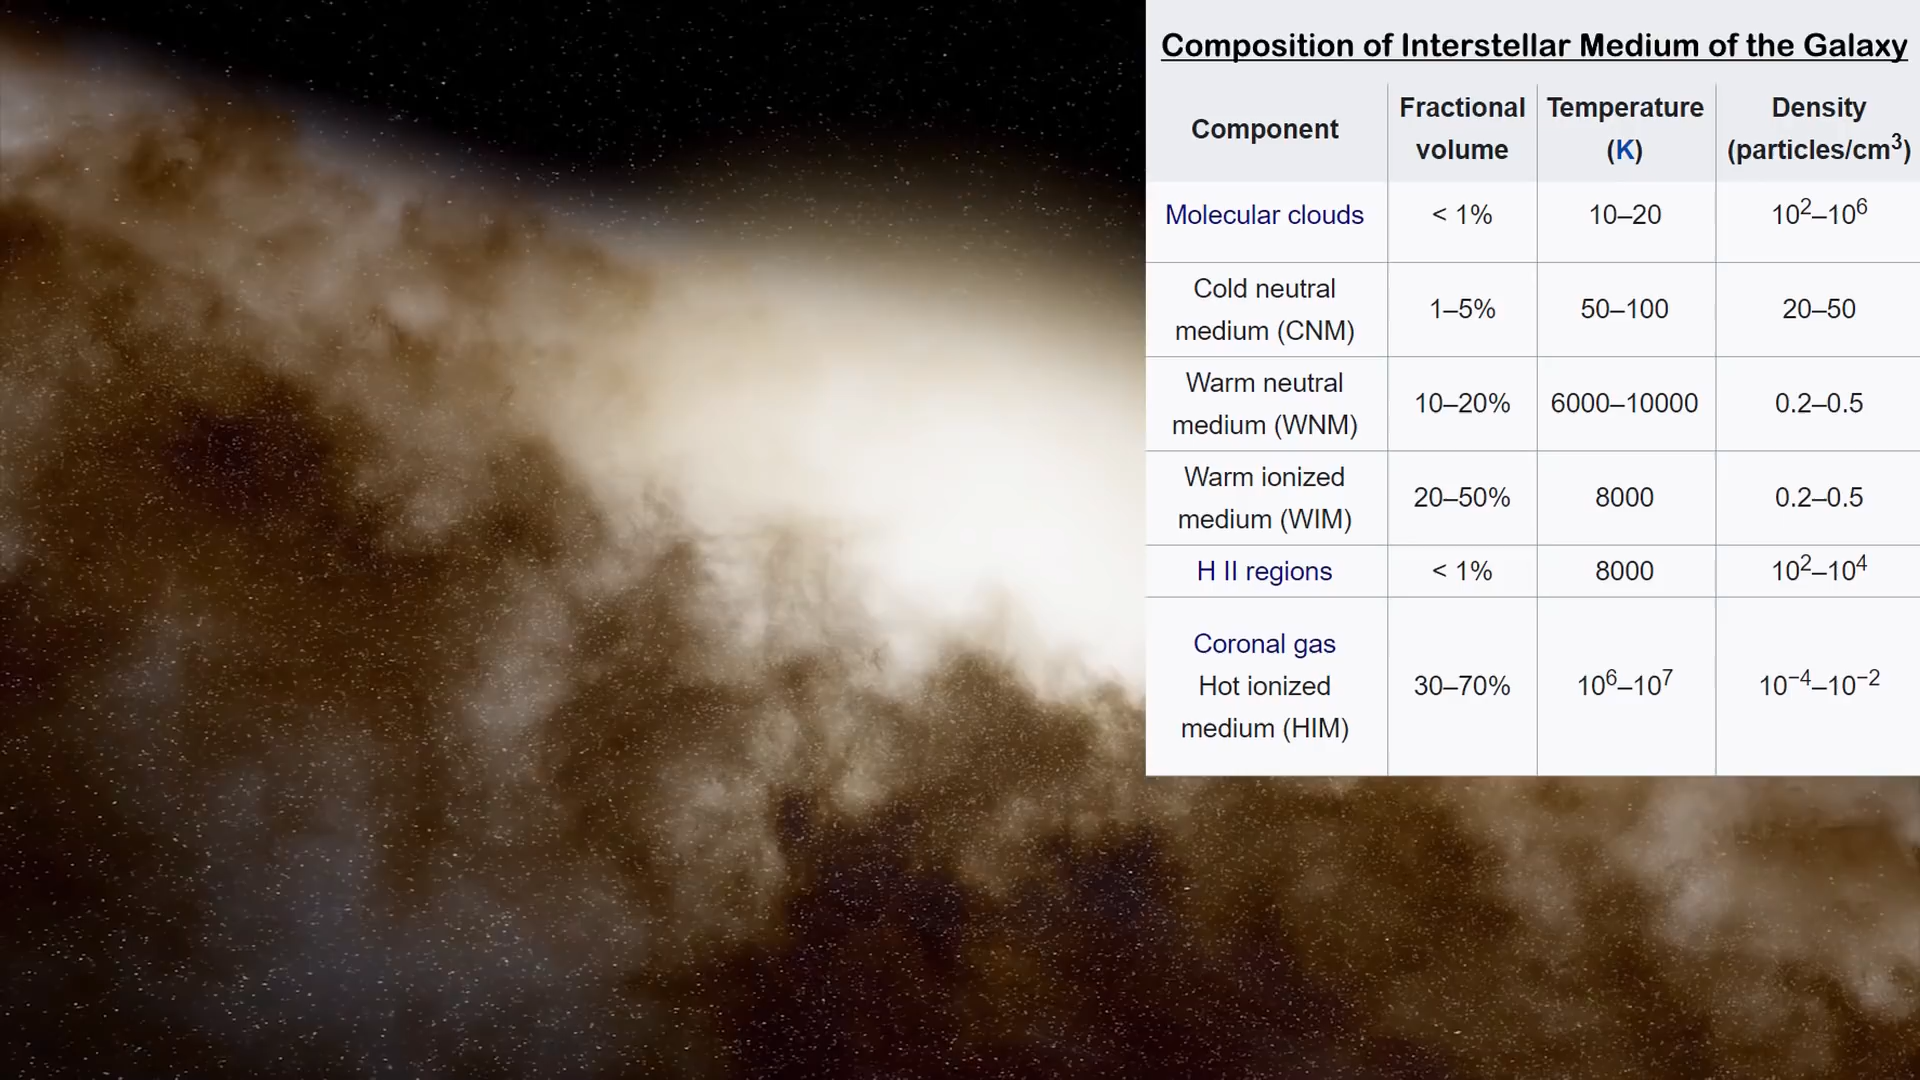 Composition of Interstellar Medium of the Galaxy
Component
Fractional
volume
Temperature
(K)
Density
(particles/cm³)
Molecular clouds
< 1%
10–20
10²–10⁶
Cold neutral
medium (CNM)
1–5%
50–100
20–50
Warm neutral
medium (WNM)
10–20%
6000–10000
0.2–0.5
Warm ionized
medium (WIM)
20–50%
8000
0.2–0.5
H II regions
< 1%
8000
10²–10⁴
Coronal gas
Hot ionized
medium (HIM)
30–70%
10⁶–10⁷
10⁻⁴–10⁻²